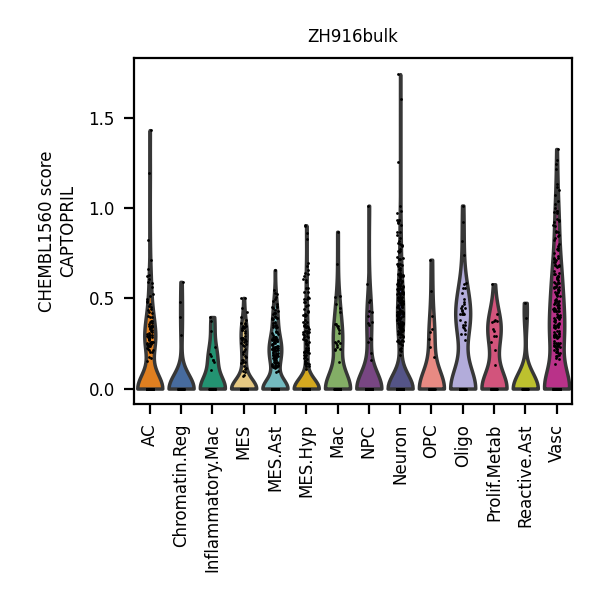 ZH916bulk
CHEMBL1560 score
CAPTOPRIL
1.5
1.0
0.5
0.0
AC
Chromatin.Reg
Inflammatory.Mac
MES
MES.Ast
MES.Hyp
Mac
NPC
Neuron
OPC
Oligo
Prolif.Metab
Reactive.Ast
Vasc